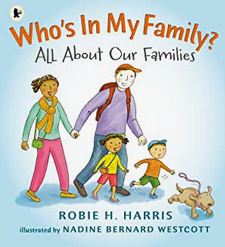 Who's In My Family?
All About Our Families
ROBIE H. HARRIS
illustrated by NADINE BERNARD WESTCOTT